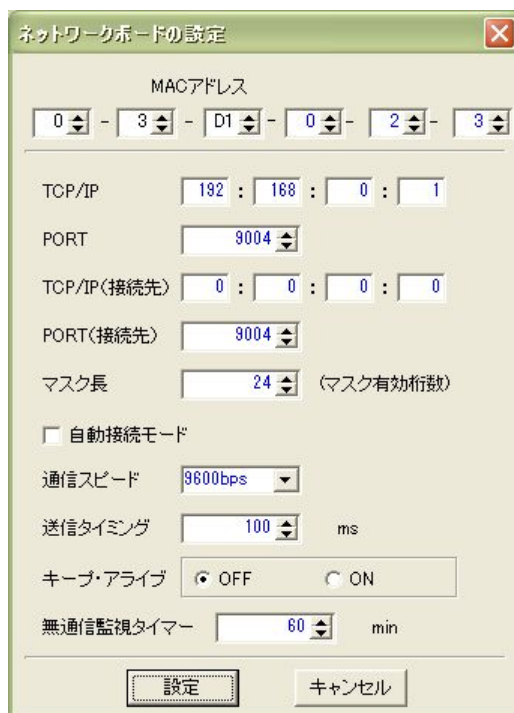 ネットワークボードの設定
MACアドレス
0 - 3 - D1 - 0 - 2 - 3
TCP/IP 192 : 168 : 0 : 1
PORT 9004
TCP/IP(接続先) 0 : 0 : 0 : 0
PORT(接続先) 9004
マスク長 24 (マスク有効桁数)
自動接続モード
通信スピード 9600bps
送信タイミング 100 ms
キープ・アライブ OFF ON
無通信監視タイマー 60 min
設定 キャンセル